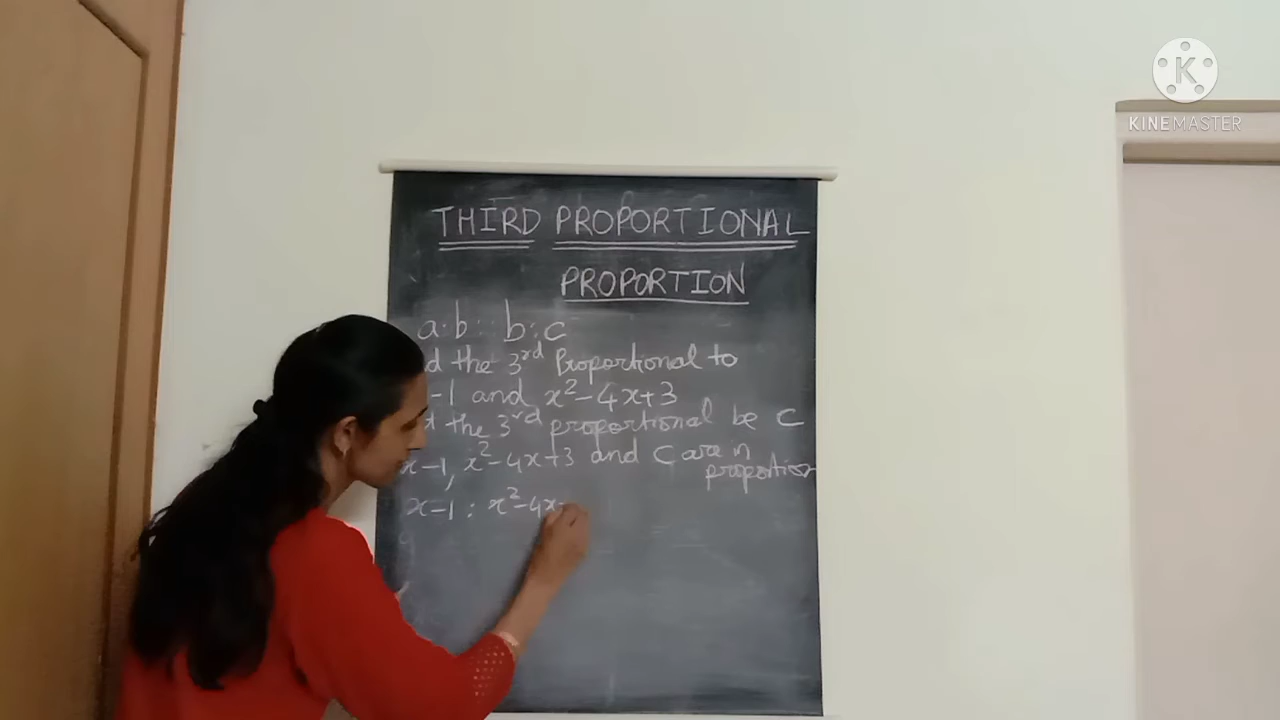 THIRD PROPORTIONAL
PROPORTION
a:b:: b:c
the 3rd Proportional to
-1 and x²-4x+3
the 3rd proportional be c
x-1, x²-4x+3 and c are in
proportion
x-1 : x²-4x
K
KINEMASTER